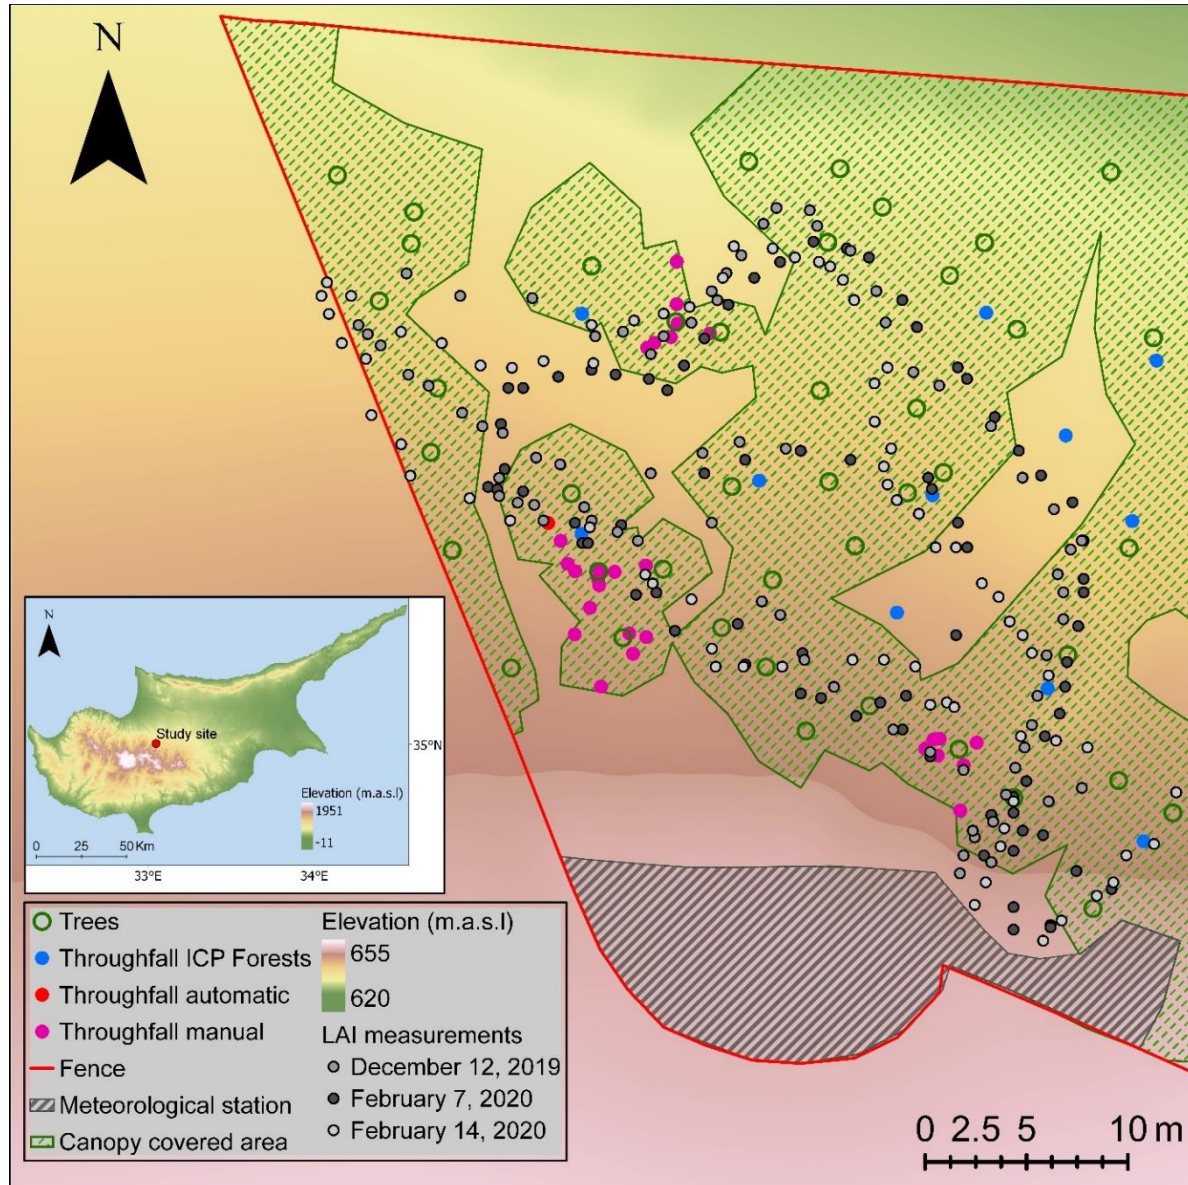 N
N
Study site
35°N
Elevation (m.a.s.l)
1951
-11
0 25 50 Km
33°E 34°E
Trees
Throughfall ICP Forests
Throughfall automatic
Throughfall manual
Fence
Meteorological station
Canopy covered area
Elevation (m.a.s.l)
655
620
LAI measurements
December 12, 2019
February 7, 2020
February 14, 2020
0 2.5 5 10 m